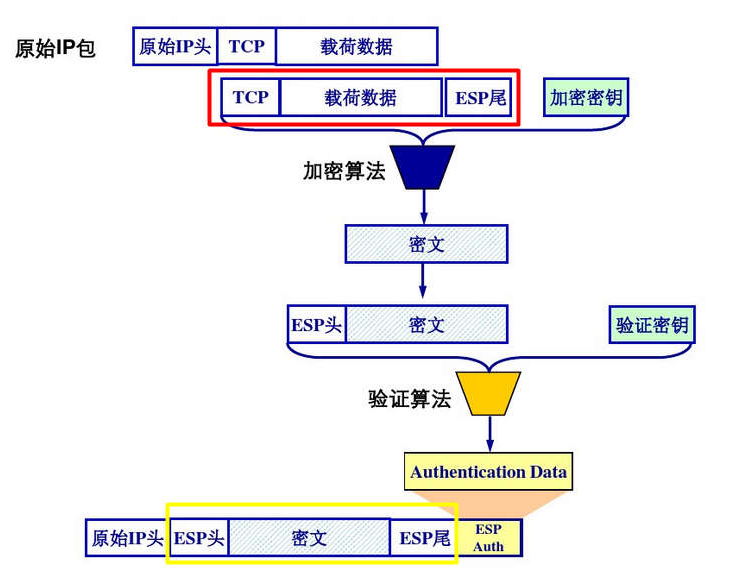 原始IP包 原始IP头 TCP 载荷数据
TCP 载荷数据 ESP尾 加密密钥
加密算法
密文
ESP头 密文 验证密钥
验证算法
Authentication Data
原始IP头 ESP头 密文 ESP尾 ESP
Auth